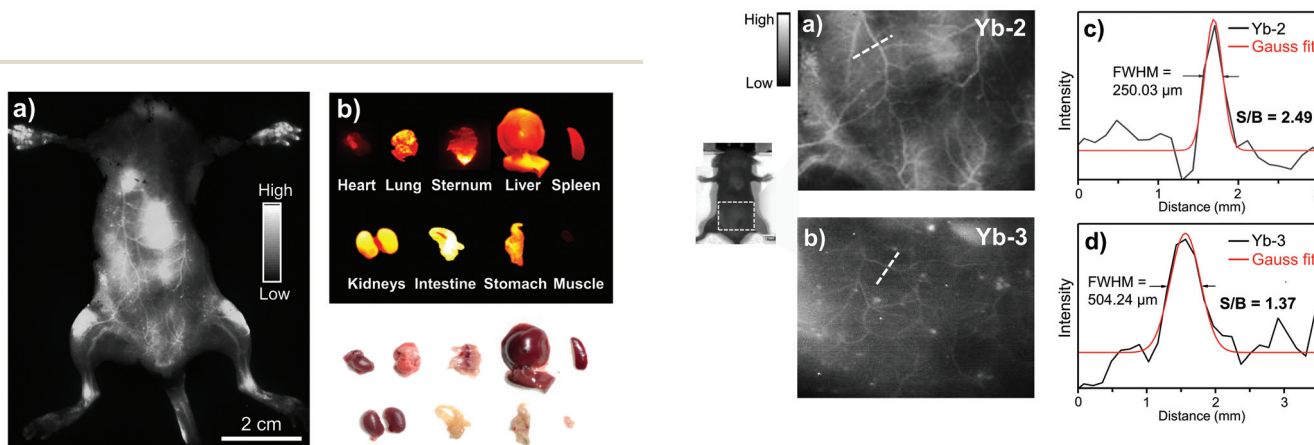 a)
High
Low
2 cm
b)
Heart Lung Sternum Liver Spleen
Kidneys Intestine Stomach Muscle
High
Low
a)
Yb-2
b)
Yb-3
c)
Yb-2
Gauss fit
FWHM =
250.03 μm
S/B = 2.49
Intensity
0 1 2 3
Distance (mm)
d)
Yb-3
Gauss fit
FWHM =
504.24 μm
S/B = 1.37
Intensity
0 1 2 3
Distance (mm)